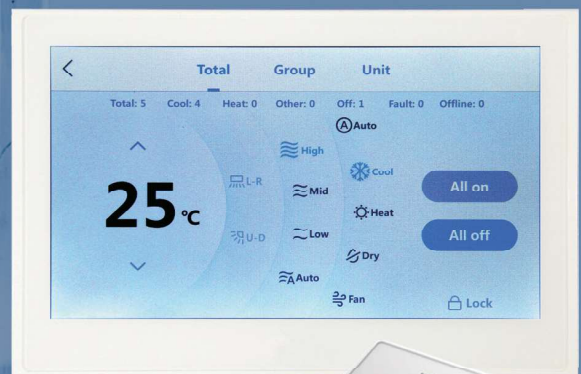 Total Group Unit
Total: 5 Cool: 4 Heat: 0 Other: 0 Off: 1 Fault: 0 Offline: 0
A Auto
High
Cool
L-R
Mid
All on
25 °C
Heat
U-D
Low
All off
Dry
A Auto
Fan
Lock